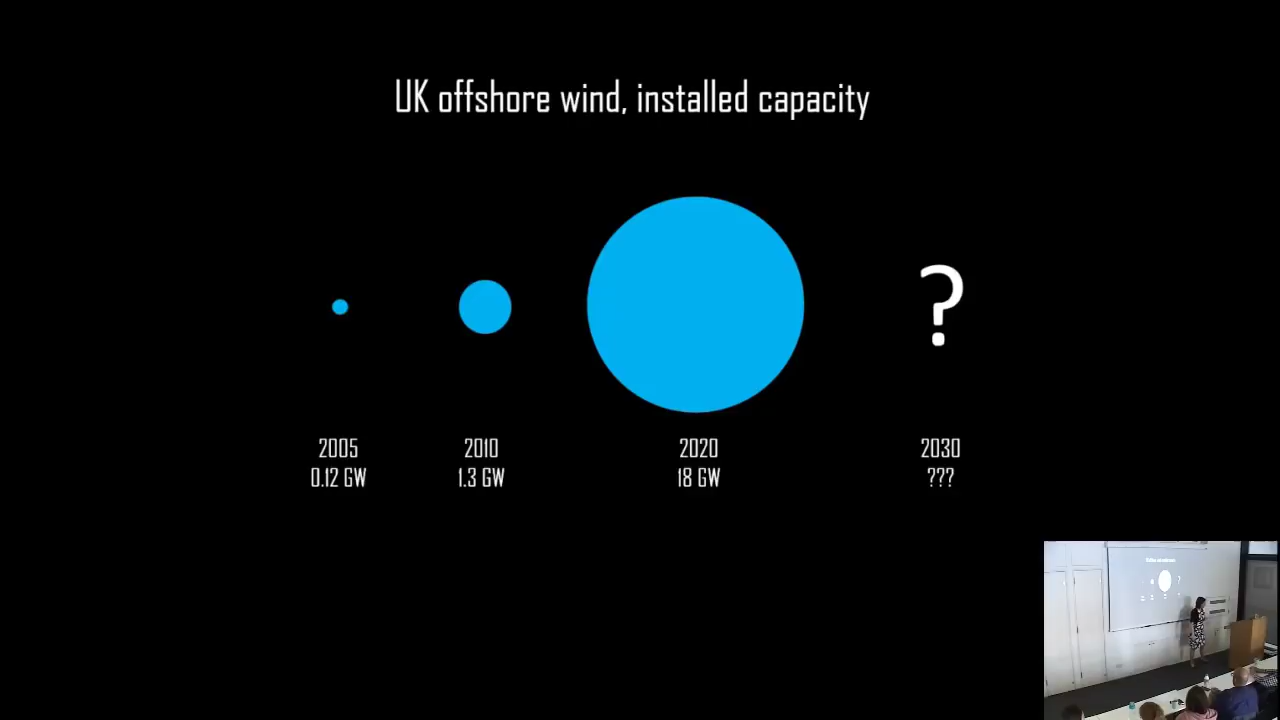 UK offshore wind, installed capacity
?
2005
0.12 GW
2010
1.3 GW
2020
18 GW
2030
???